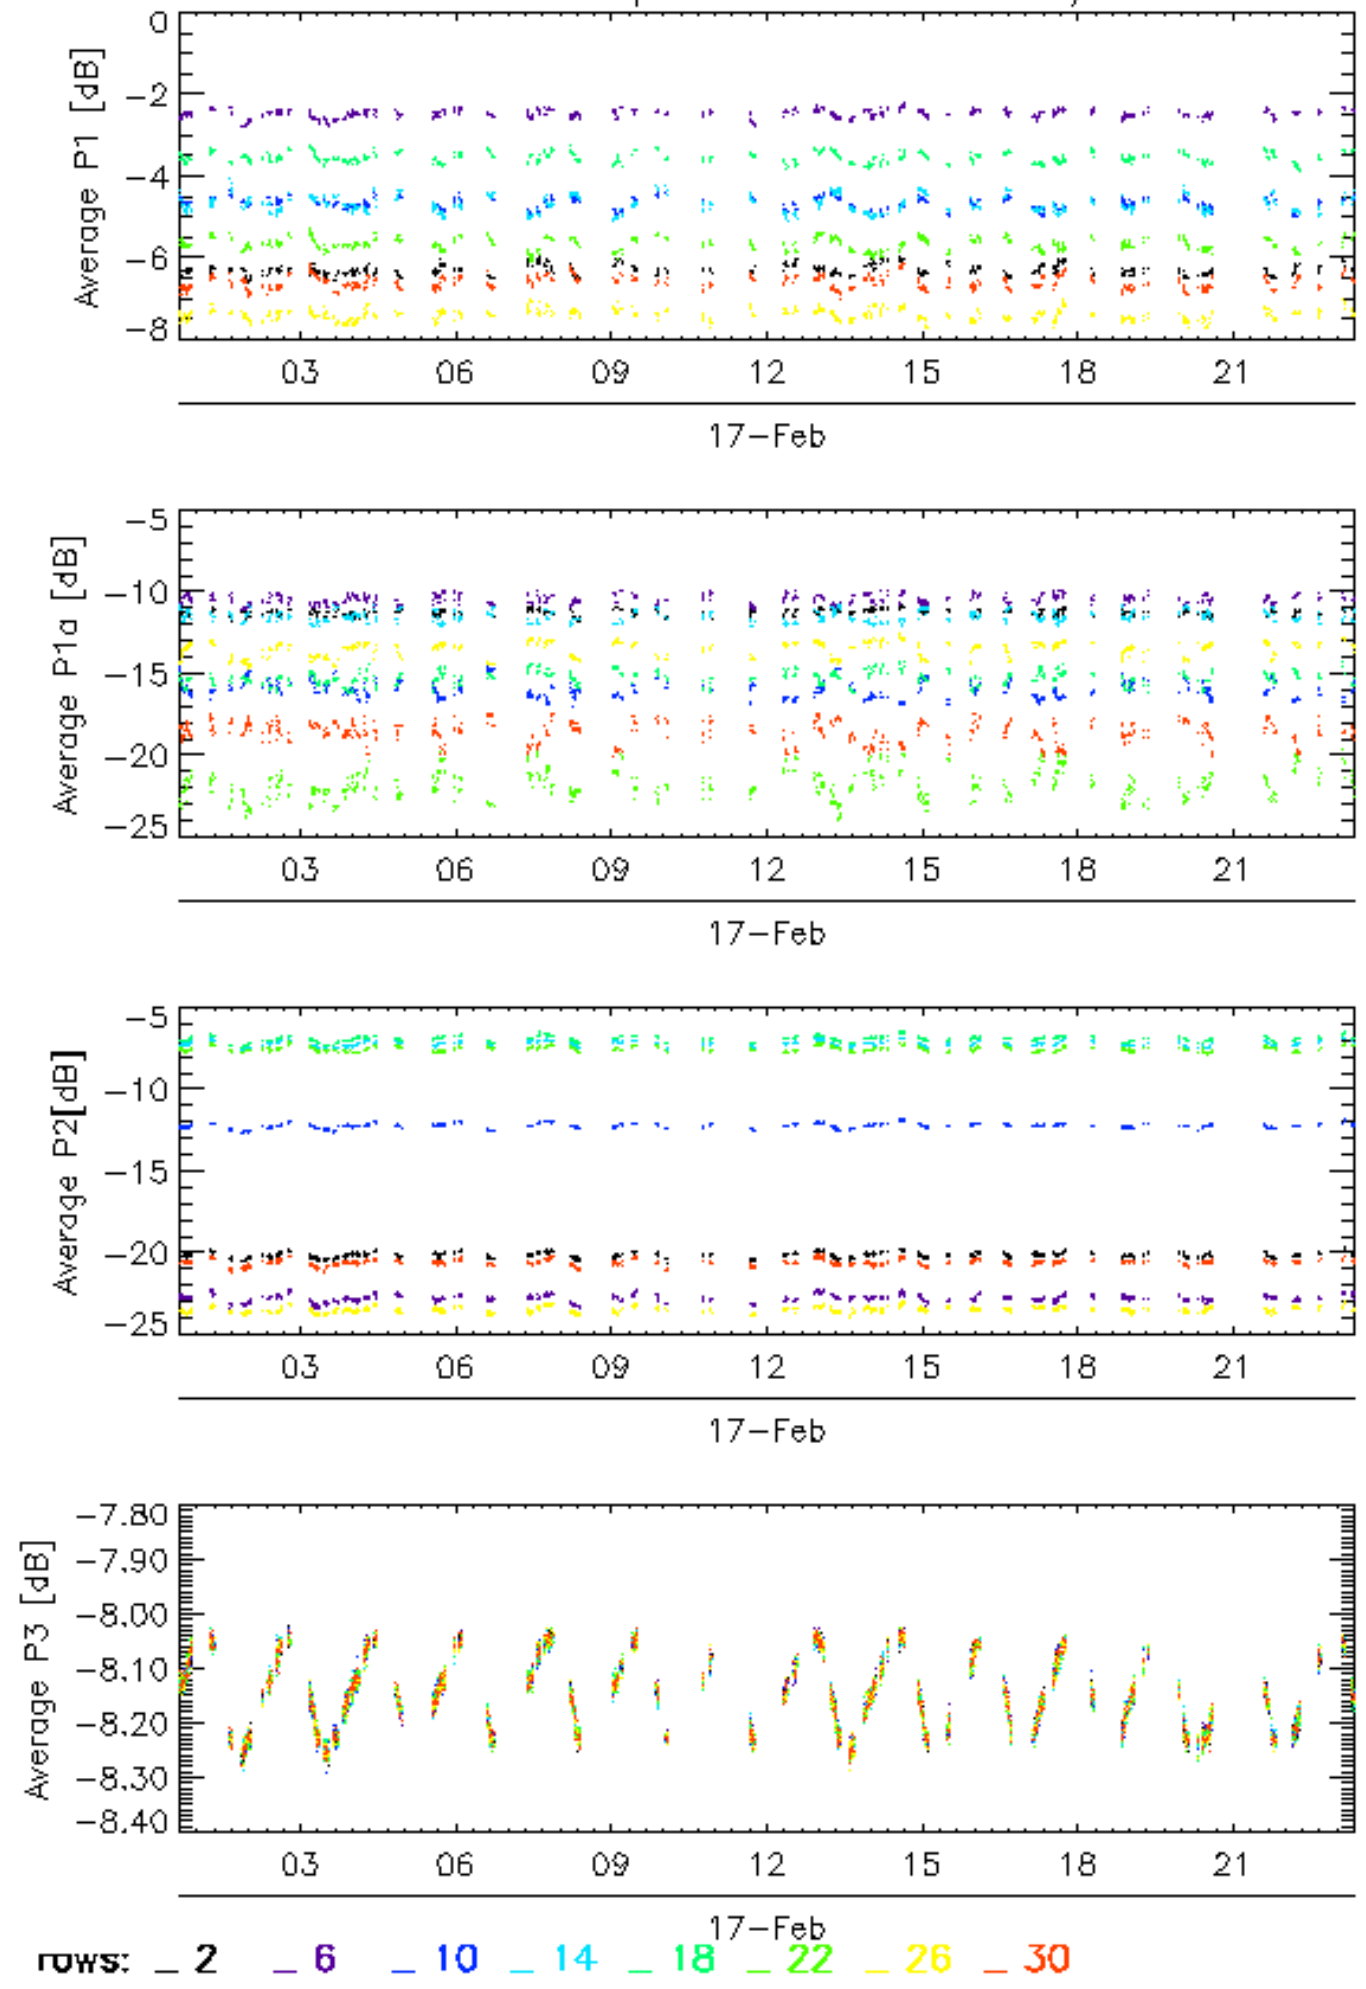 0
−2
−4
−6
−8
Average P1 [dB]
03 06 09 12 15 18 21
17−Feb
−5
−10
−15
−20
−25
Average P1a [dB]
03 06 09 12 15 18 21
17−Feb
−5
−10
−15
−20
−25
Average P2[dB]
03 06 09 12 15 18 21
17−Feb
−7.80
−7.90
−8.00
−8.10
−8.20
−8.30
−8.40
Average P3 [dB]
03 06 09 12 15 18 21
17−Feb
rows: _ 2 _ 6 _ 10 _ 14 _ 18 _ 22 _ 26 _ 30